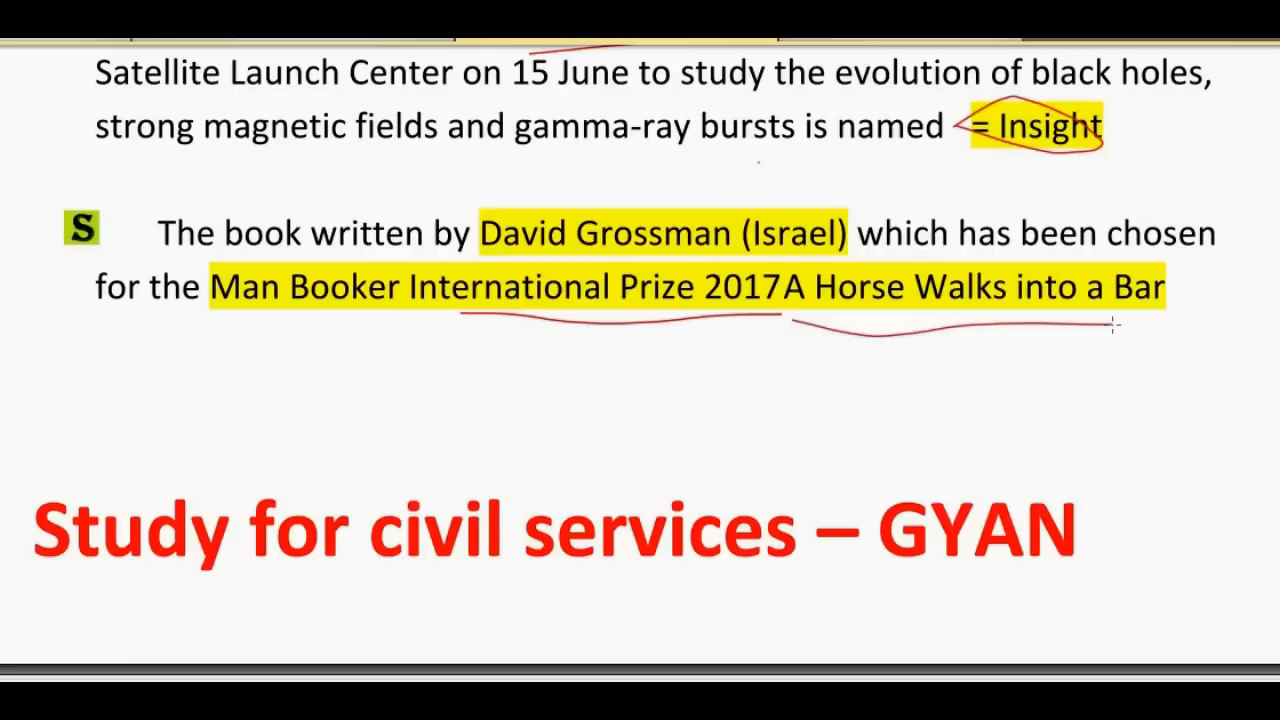 Satellite Launch Center on 15 June to study the evolution of black holes,
strong magnetic fields and gamma-ray bursts is named = Insight
S The book written by David Grossman (Israel) which has been chosen
for the Man Booker International Prize 2017A Horse Walks into a Bar
Study for civil services – GYAN